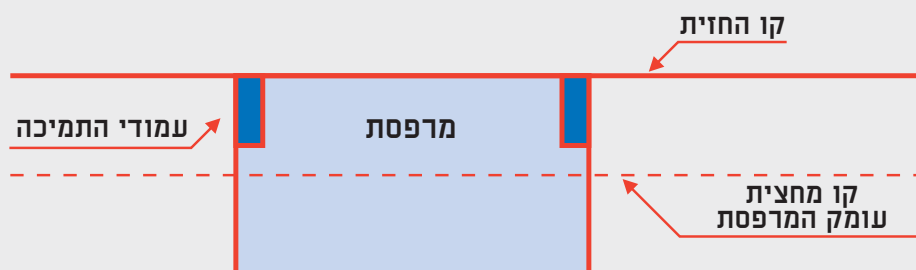 קו החזית
עמודי התמיכה
מרפסת
קו מחצית
עומק המרפסת